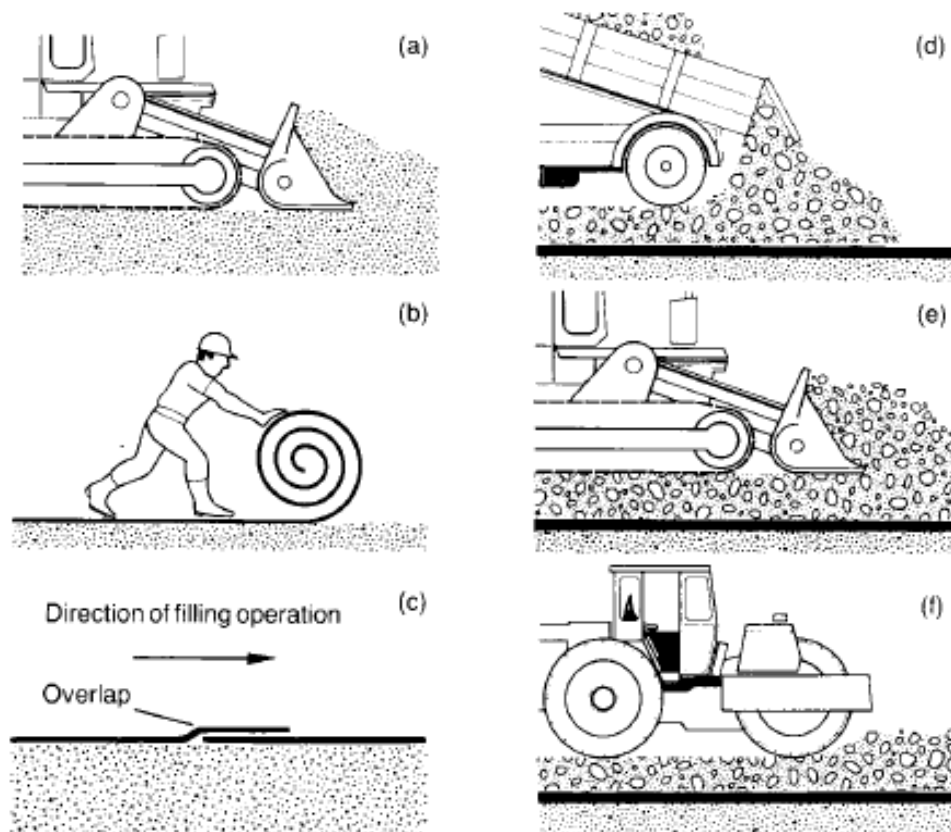 (a)
(b)
(c)
Direction of filling operation
Overlap
(d)
(e)
(f)